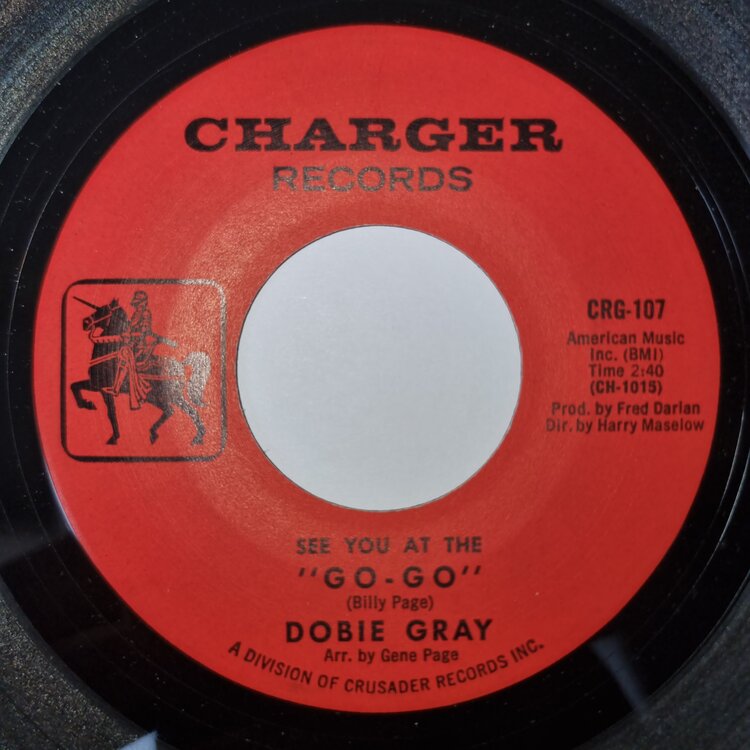 CHARGER
RECORDS
CRG-107
American Music
Inc. (BMI)
Time 2:40
(CH-1015)
Prod. by Fred Darian
Dir. by Harry Maselow
SEE YOU AT THE
"GO-GO"
(Billy Page)
DOBIE GRAY
Arr. by Gene Page
A DIVISION OF CRUSADER RECORDS INC.